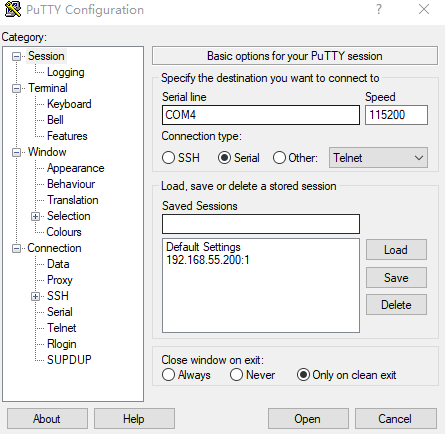 PuTTY Configuration
?
Category:
Session
Logging
Terminal
Keyboard
Bell
Features
Window
Appearance
Behaviour
Translation
Selection
Colours
Connection
Data
Proxy
SSH
Serial
Telnet
Rlogin
SUPDUP
Basic options for your PuTTY session
Specify the destination you want to connect to
Serial line Speed
COM4 115200
Connection type:
SSH Serial Other: Telnet
Load, save or delete a stored session
Saved Sessions
Default Settings
192.168.55.200:1
Load
Save
Delete
Close window on exit:
Always Never Only on clean exit
About Help Open Cancel